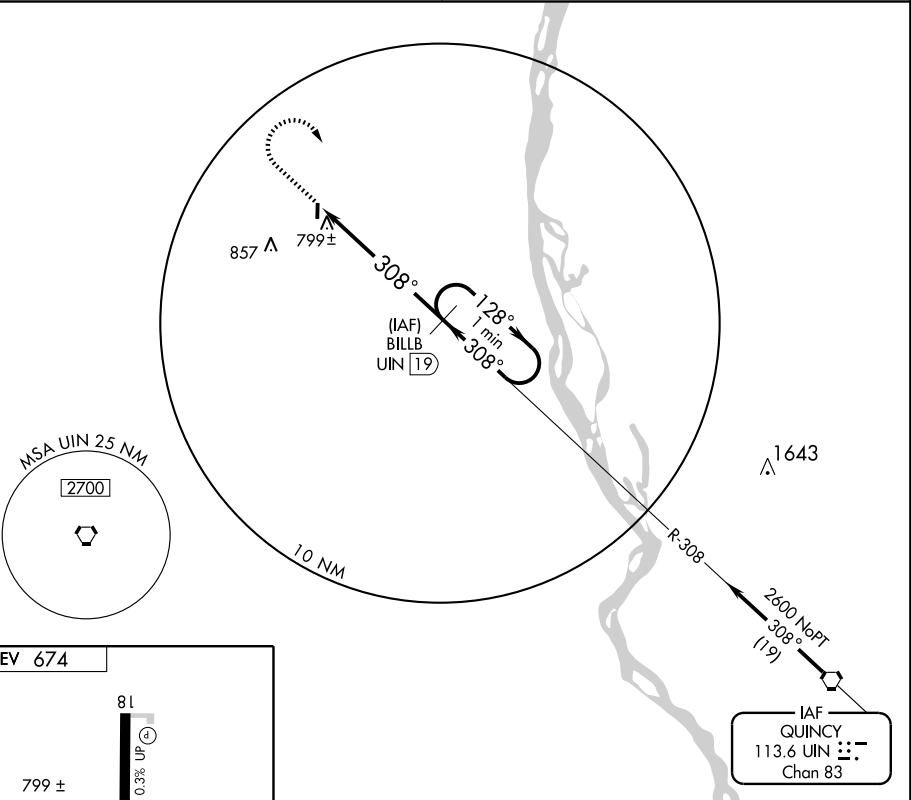 857
799±
308°
128°
1 min
308°
(IAF)
BILLB
UIN 19
1643
MSA UIN 25 NM
2700
10 NM
R-308
2600 NoPT
308°
(19)
IAF
QUINCY
113.6 UIN
Chan 83
EV 674
18
P
0.3% UP
799 ±